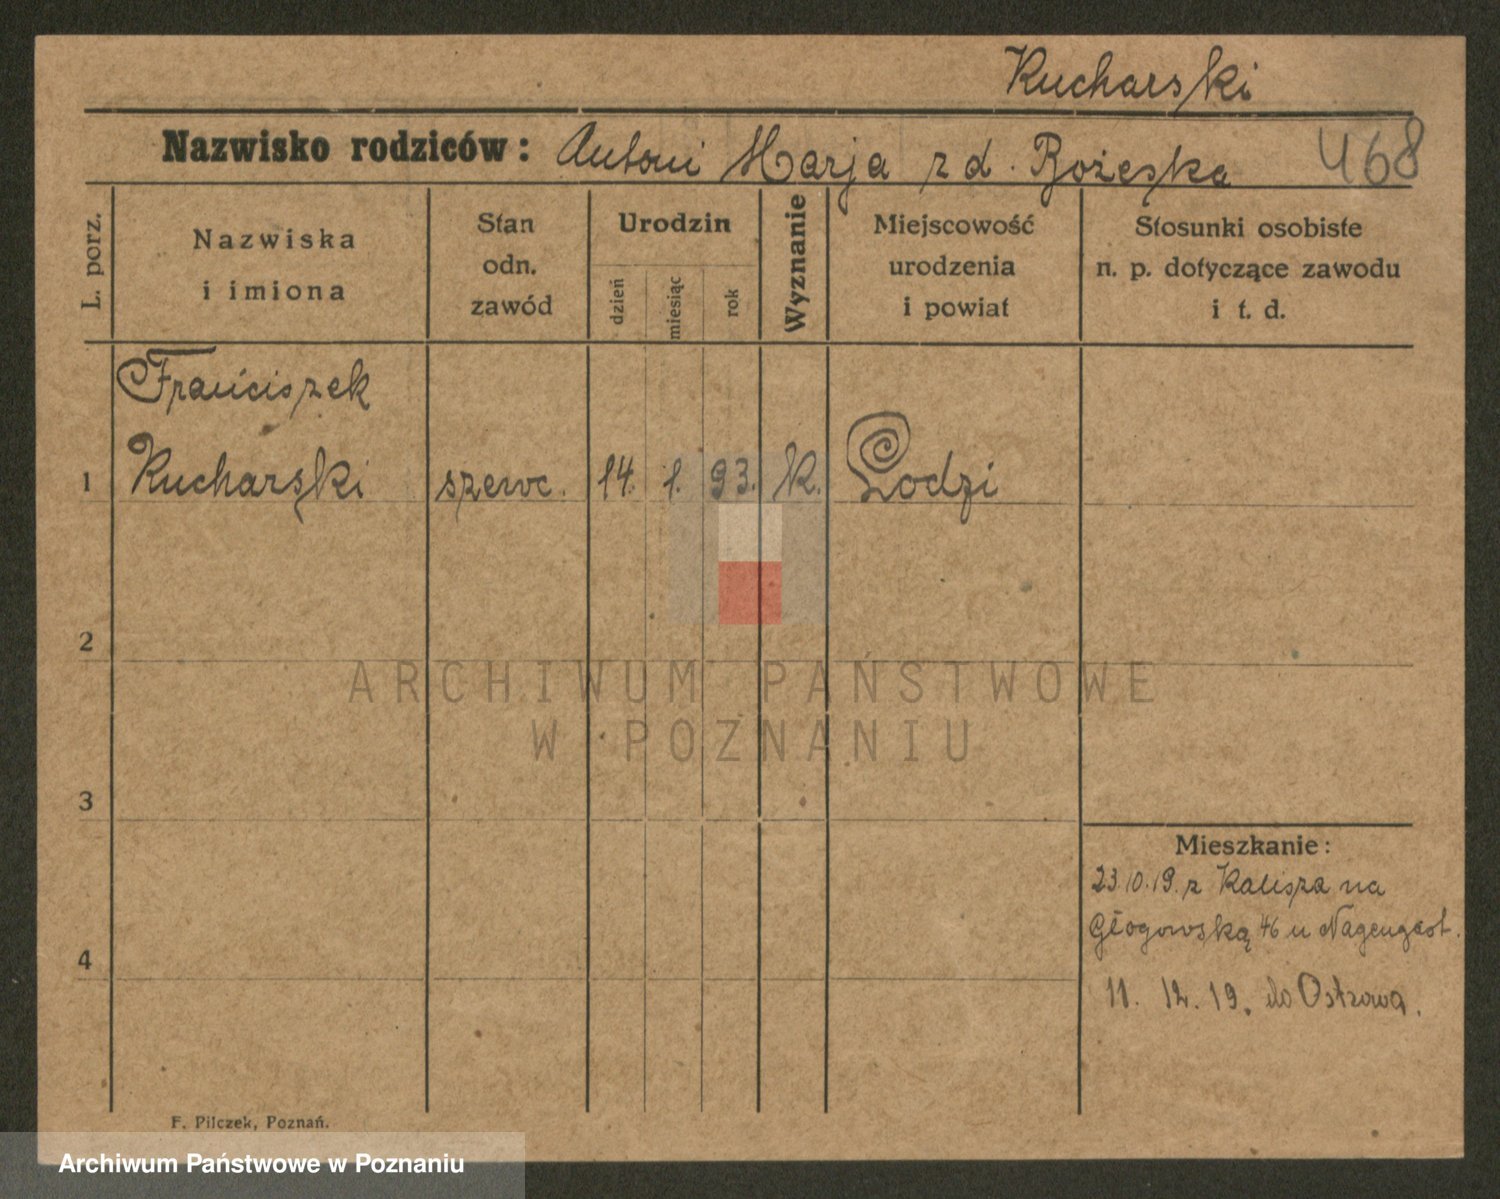 Kucharski
Nazwisko rodziców: Antoni Marja z d. Rożeska 468
L. porz.
Nazwiska
i imiona
Stan
odn.
zawód
Urodzin
dzień
miesiąc
rok
Wyznanie
Miejscowość
urodzenia
i powiat
Stosunki osobiste
n. p. dotyczące zawodu
i t. d.
Franciszek
1 Kucharski szewc. 14. 1. 93. K. Łodzi
2
ARCHIWUM PAŃSTWOWE
W POZNANIU
3
Mieszkanie:
23.10.19. z Kalisza na
Głogowską 46 u Nagengast.
4
11. 12. 19. do Ostrowa.
F. Pilczek, Poznań.
Archiwum Państwowe w Poznaniu